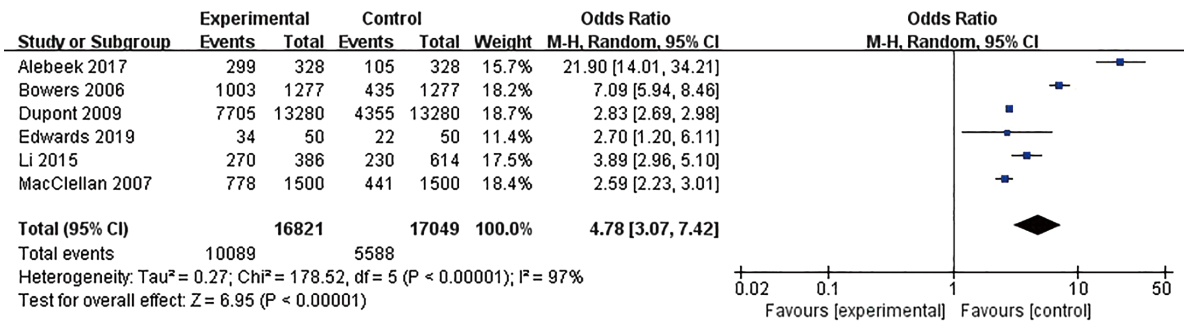 Experimental Control Odds Ratio Odds Ratio
Study or Subgroup Events Total Events Total Weight M-H, Random, 95% CI M-H, Random, 95% CI
Alebeek 2017 299 328 105 328 15.7% 21.90 [14.01, 34.21]
Bowers 2006 1003 1277 435 1277 18.2% 7.09 [5.94, 8.46]
Dupont 2009 7705 13280 4355 13280 18.7% 2.83 [2.69, 2.98]
Edwards 2019 34 50 22 50 11.4% 2.70 [1.20, 6.11]
Li 2015 270 386 230 614 17.5% 3.89 [2.96, 5.10]
MacClellan 2007 778 1500 441 1500 18.4% 2.59 [2.23, 3.01]
Total (95% CI) 16821 17049 100.0% 4.78 [3.07, 7.42]
Total events 10089 5588
Heterogeneity: Tau² = 0.27; Chi² = 178.52, df = 5 (P < 0.00001); I² = 97%
Test for overall effect: Z = 6.95 (P < 0.00001)
0.02 0.1 1 10 50
Favours [experimental] Favours [control]